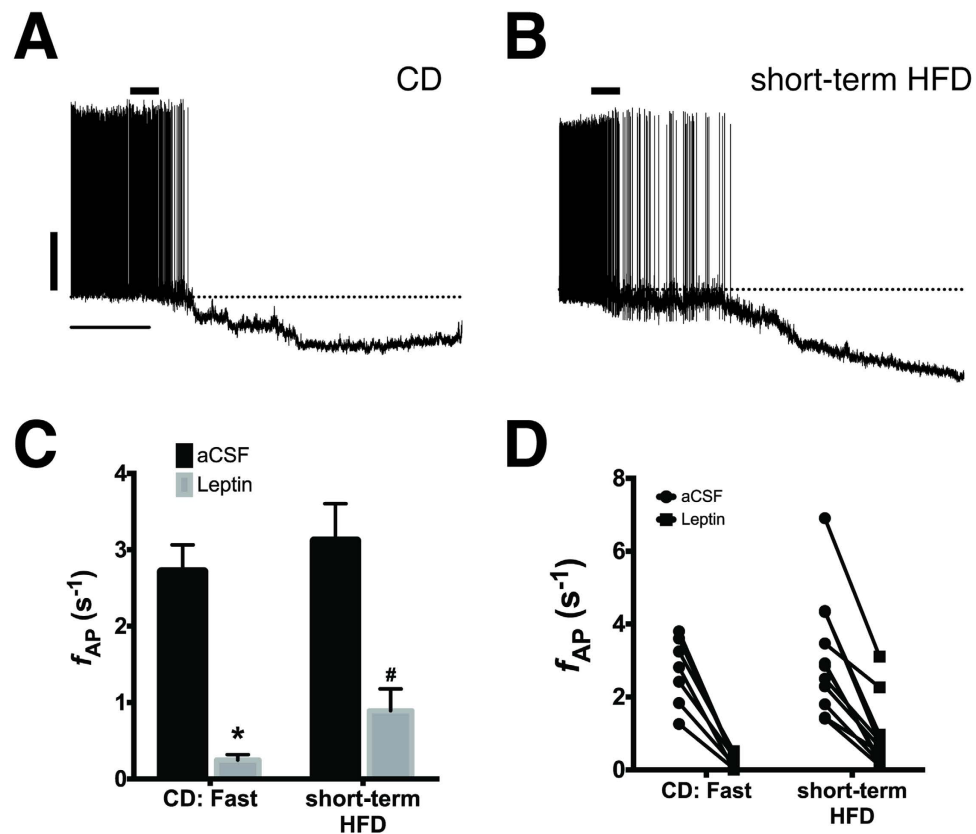 A
CD
B
short-term HFD
C
aCSF
Leptin
4
3
2
1
0
fAP (s-1)
*
#
CD: Fast
short-term
HFD
D
aCSF
Leptin
8
6
4
2
0
fAP (s-1)
CD: Fast
short-term
HFD